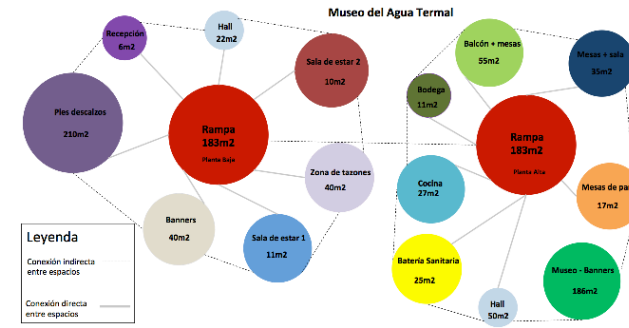 Museo del Agua Termal
Recepción
6m2
Hall
22m2
Sala de estar 2
10m2
Pies descalzos
210m2
Rampa
183m2
Planta Baja
Zona de tazones
40m2
Banners
40m2
Sala de estar 1
11m2
Balcón + mesas
55m2
Mesas + sala
35m2
Bodega
11m2
Rampa
183m2
Planta Alta
Cocina
27m2
Mesas de par
17m2
Batería Sanitaria
25m2
Museo - Banners
186m2
Hall
50m2
Leyenda
Conexión indirecta
entre espacios
Conexión directa
entre espacios